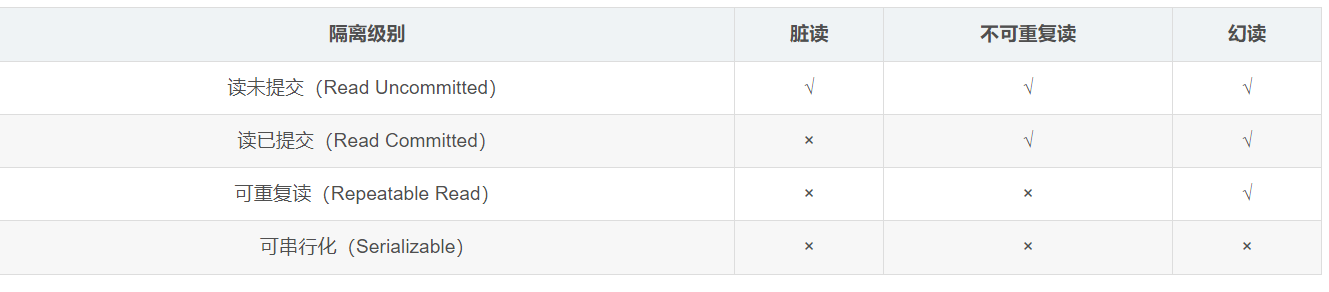 隔离级别 脏读 不可重复读 幻读
读未提交（Read Uncommitted） √ √ √
读已提交（Read Committed） × √ √
可重复读（Repeatable Read） × × √
可串行化（Serializable） × × ×